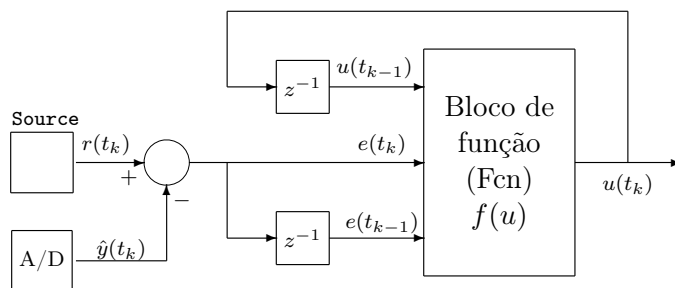 z⁻¹
u(t_{k−1})
Source
r(t_k)
+
−
e(t_k)
Bloco de
função
(Fcn)
f(u)
u(t_k)
A/D
ŷ(t_k)
z⁻¹
e(t_{k−1})